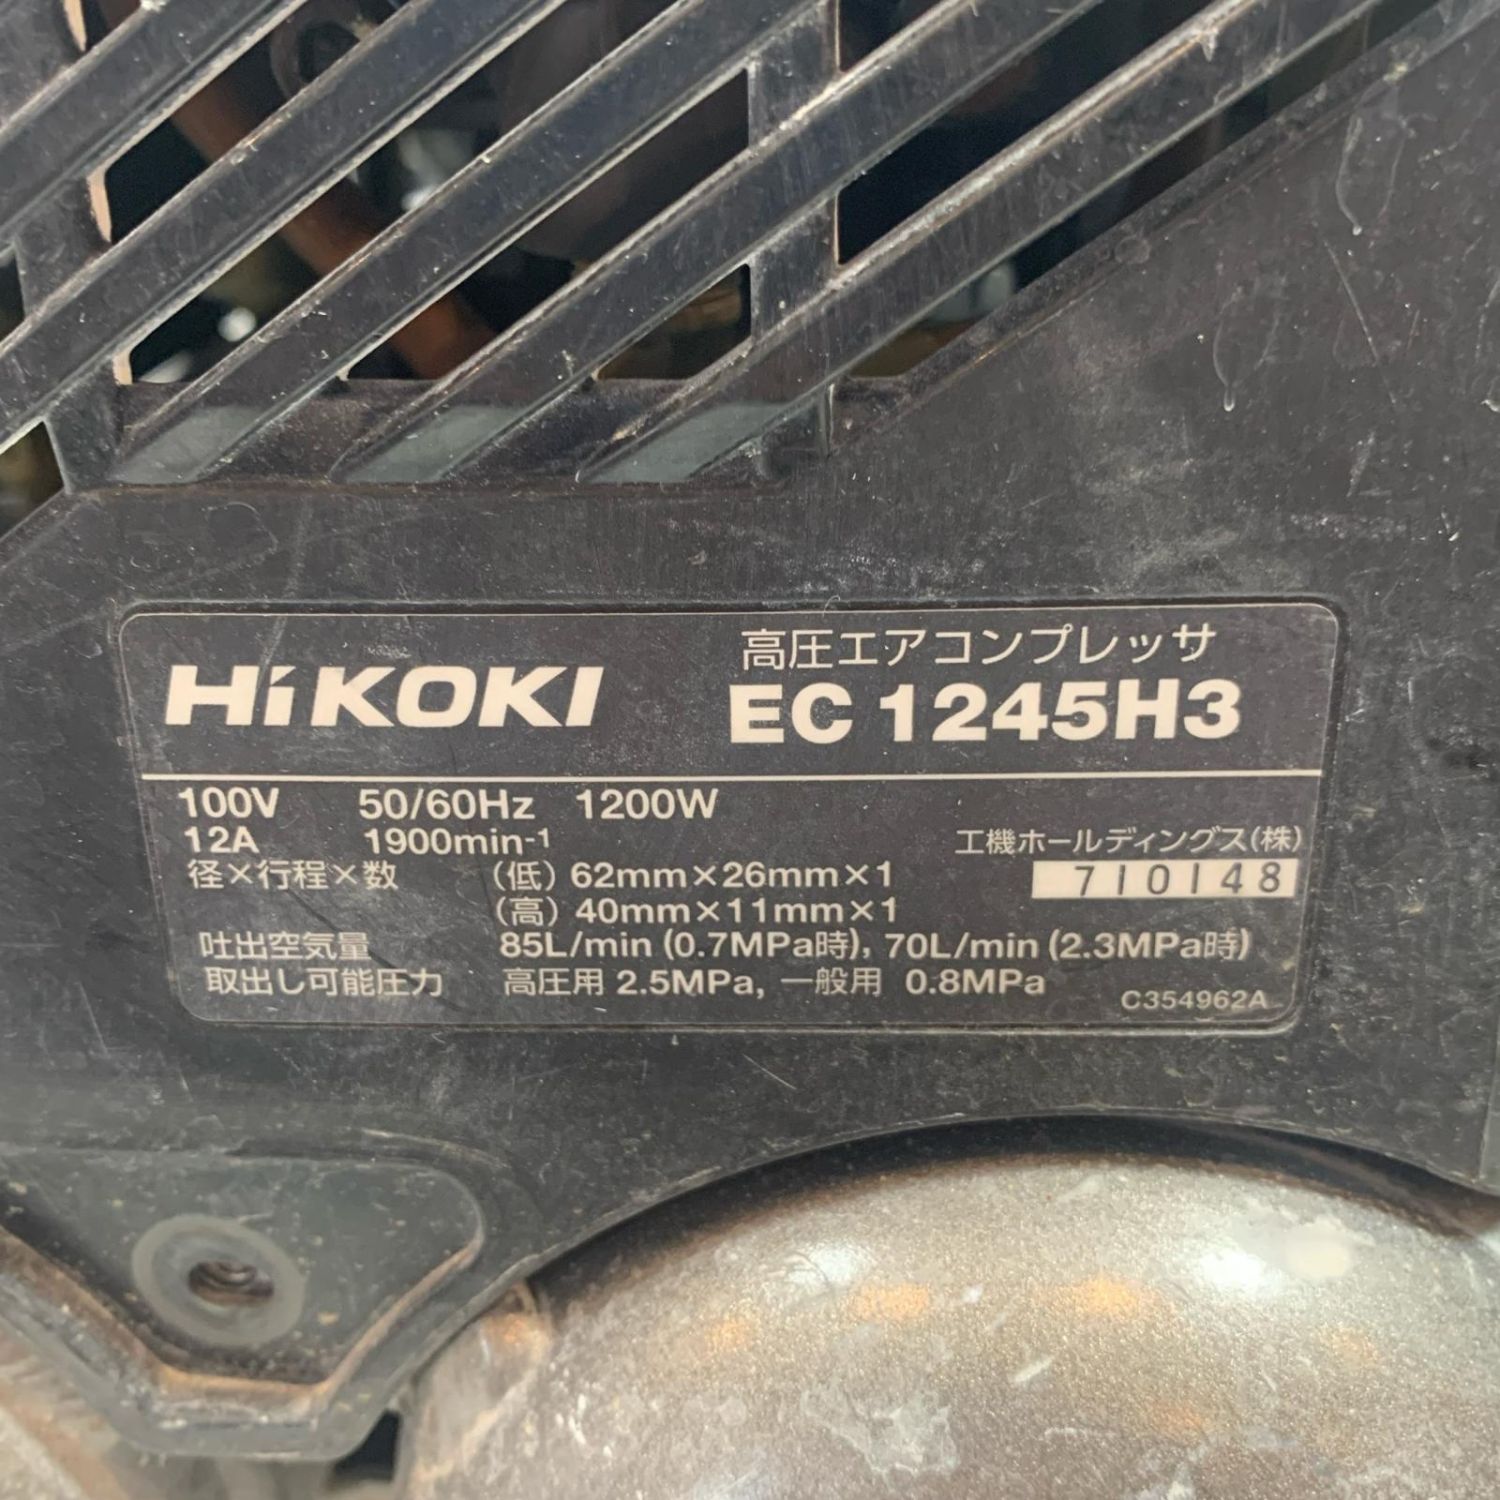 HiKOKI
高圧エアコンプレッサ
EC 1245H3
100V 50/60Hz 1200W
12A 1900min-1
工機ホールディングス(株)
710148
径×行程×数 (低) 62mm×26mm×1
(高) 40mm×11mm×1
吐出空気量 85L/min (0.7MPa時), 70L/min (2.3MPa時)
取出し可能圧力 高圧用 2.5MPa, 一般用 0.8MPa
C354962A